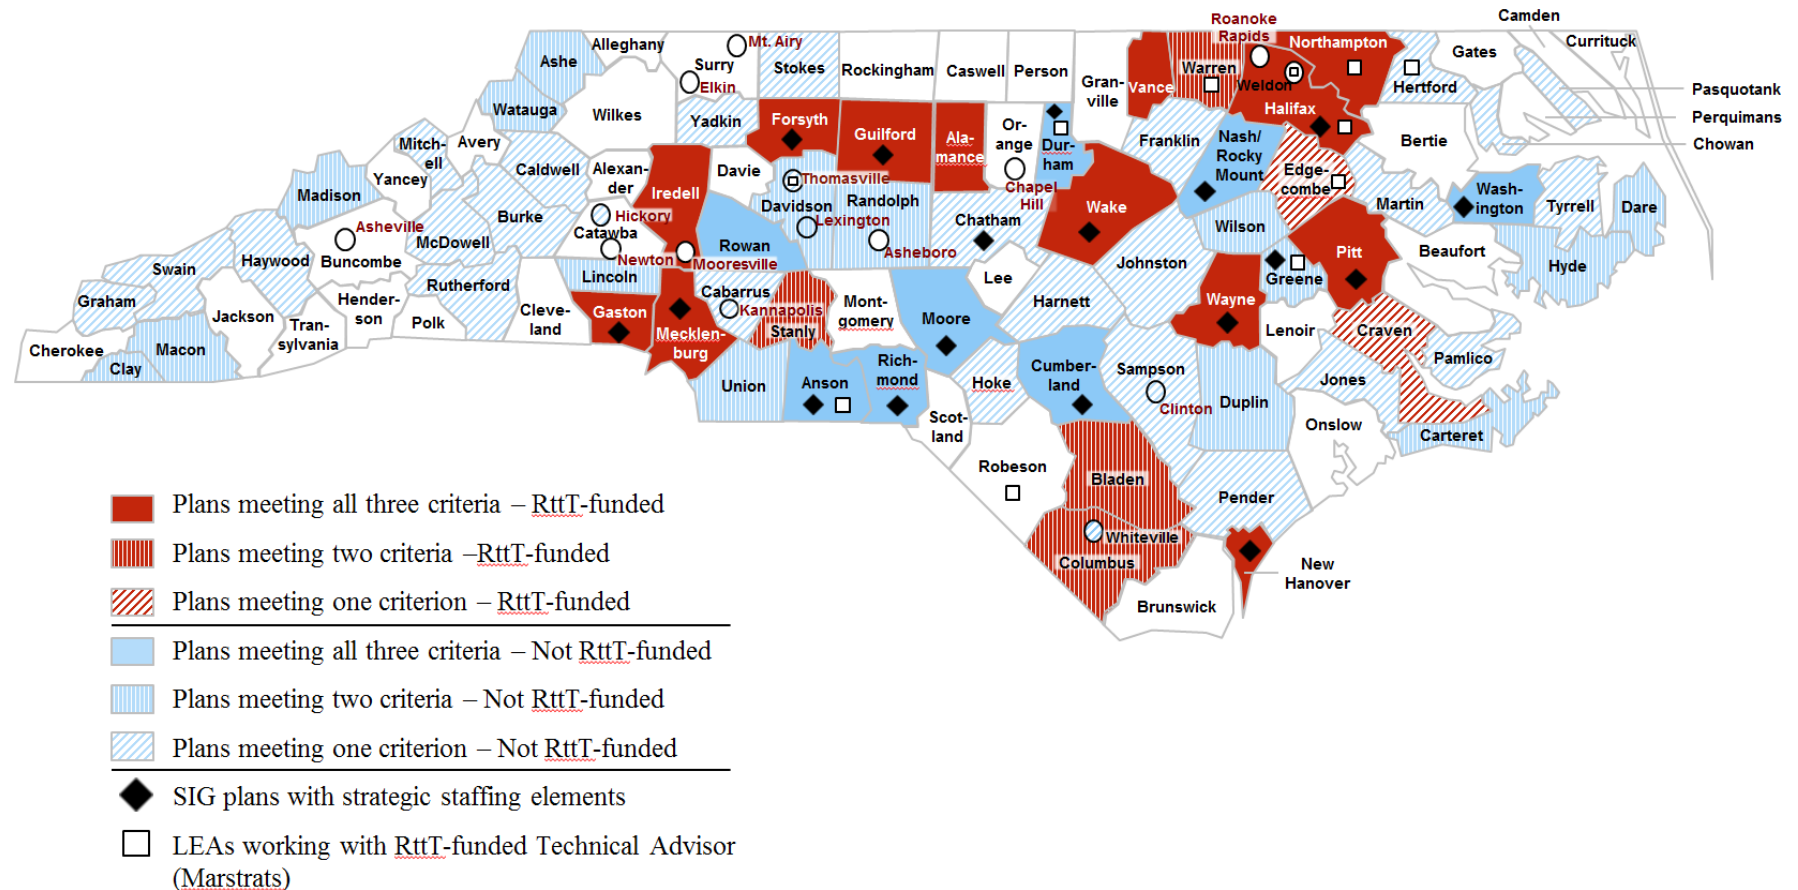 Camden
Roanoke
Rapids
Northampton
Currituck
Alleghany
Mt. Airy
Gates
Ashe
Surry
Stokes
Rockingham
Caswell
Person
Warren
Elkin
Gran-
ville
Vance
Weldon
Hertford
Pasquotank
Watauga
Wilkes
Yadkin
Forsyth
Guilford
Halifax
Perquimans
Or-
ange
Franklin
Nash/
Rocky
Mount
Bertie
Chowan
Ala-
mance
Dur-
ham
Mitch-
ell
Avery
Caldwell
Alexan-
der
Davie
Iredell
Thomasville
Edge-
combe
Yancey
Madison
Chapel
Hill
Wake
Martin
Wash-
ington
Tyrrell
Dare
Burke
Hickory
Davidson
Randolph
Lexington
Chatham
Wilson
Asheville
Catawba
McDowell
Rowan
Asheboro
Pitt
Beaufort
Buncombe
Newton
Mooresville
Haywood
Swain
Lincoln
Lee
Johnston
Greene
Hyde
Rutherford
Cabarrus
Kannapolis
Graham
Hender-
son
Cleve-
land
Gaston
Mont-
gomery
Harnett
Wayne
Jackson
Tran-
sylvania
Polk
Mecklen-
burg
Stanly
Moore
Lenoir
Craven
Cherokee
Macon
Clay
Union
Anson
Rich-
mond
Hoke
Cumber-
land
Sampson
Clinton
Duplin
Jones
Pamlico
Scot-
land
Onslow
Carteret
Robeson
Bladen
Pender
Whiteville
Columbus
New
Hanover
Brunswick
Plans meeting all three criteria – RttT-funded
Plans meeting two criteria –RttT-funded
Plans meeting one criterion – RttT-funded
Plans meeting all three criteria – Not RttT-funded
Plans meeting two criteria – Not RttT-funded
Plans meeting one criterion – Not RttT-funded
SIG plans with strategic staffing elements
LEAs working with RttT-funded Technical Advisor
(Marstrats)